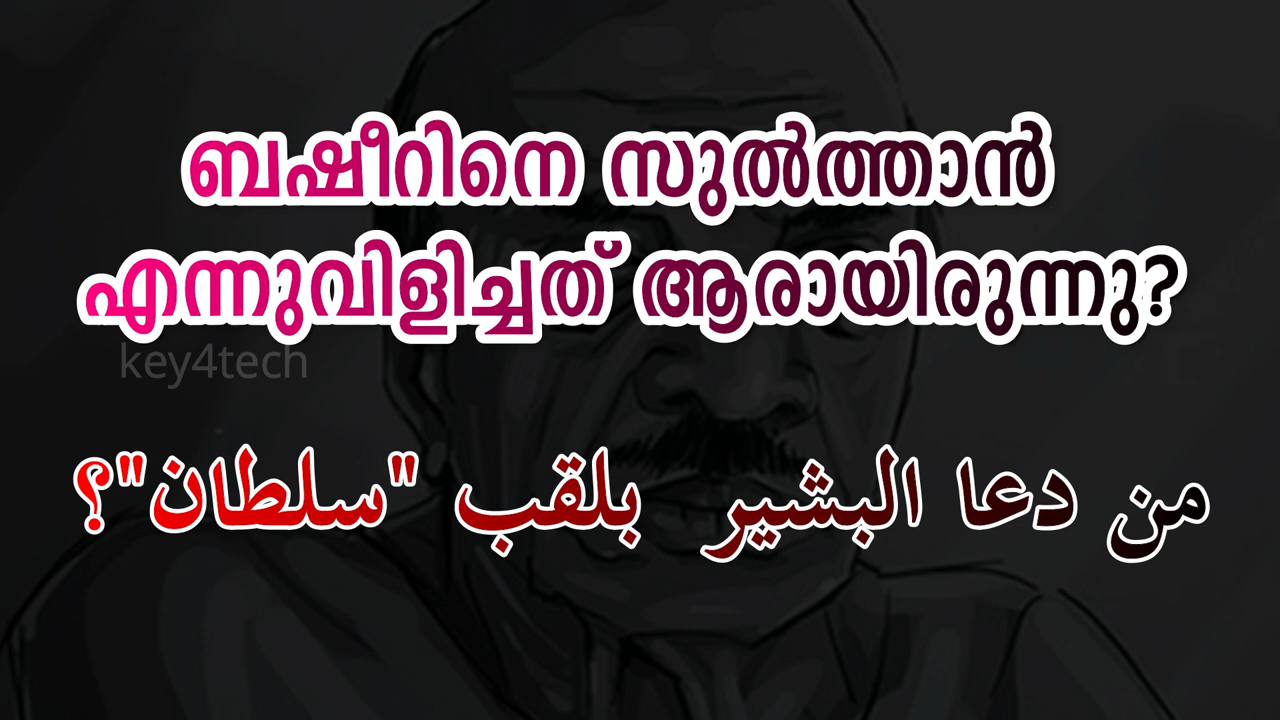 ബഷീറിനെ സുൽത്താൻ
എന്നുവിളിച്ചത് ആരായിരുന്നു?
key4tech
من دعا البشير بلقب "سلطان"؟